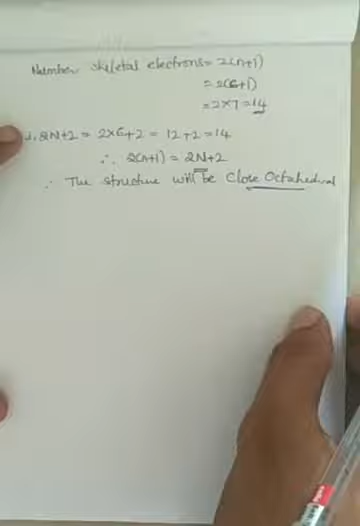 Number skeletal electrons = 2(n+1)
= 2(6+1)
= 2×7 = 14
2N+2 = 2×6+2 = 12+2 = 14
∴ 2(n+1) = 2N+2
∴ The structure will be Close Octahedral